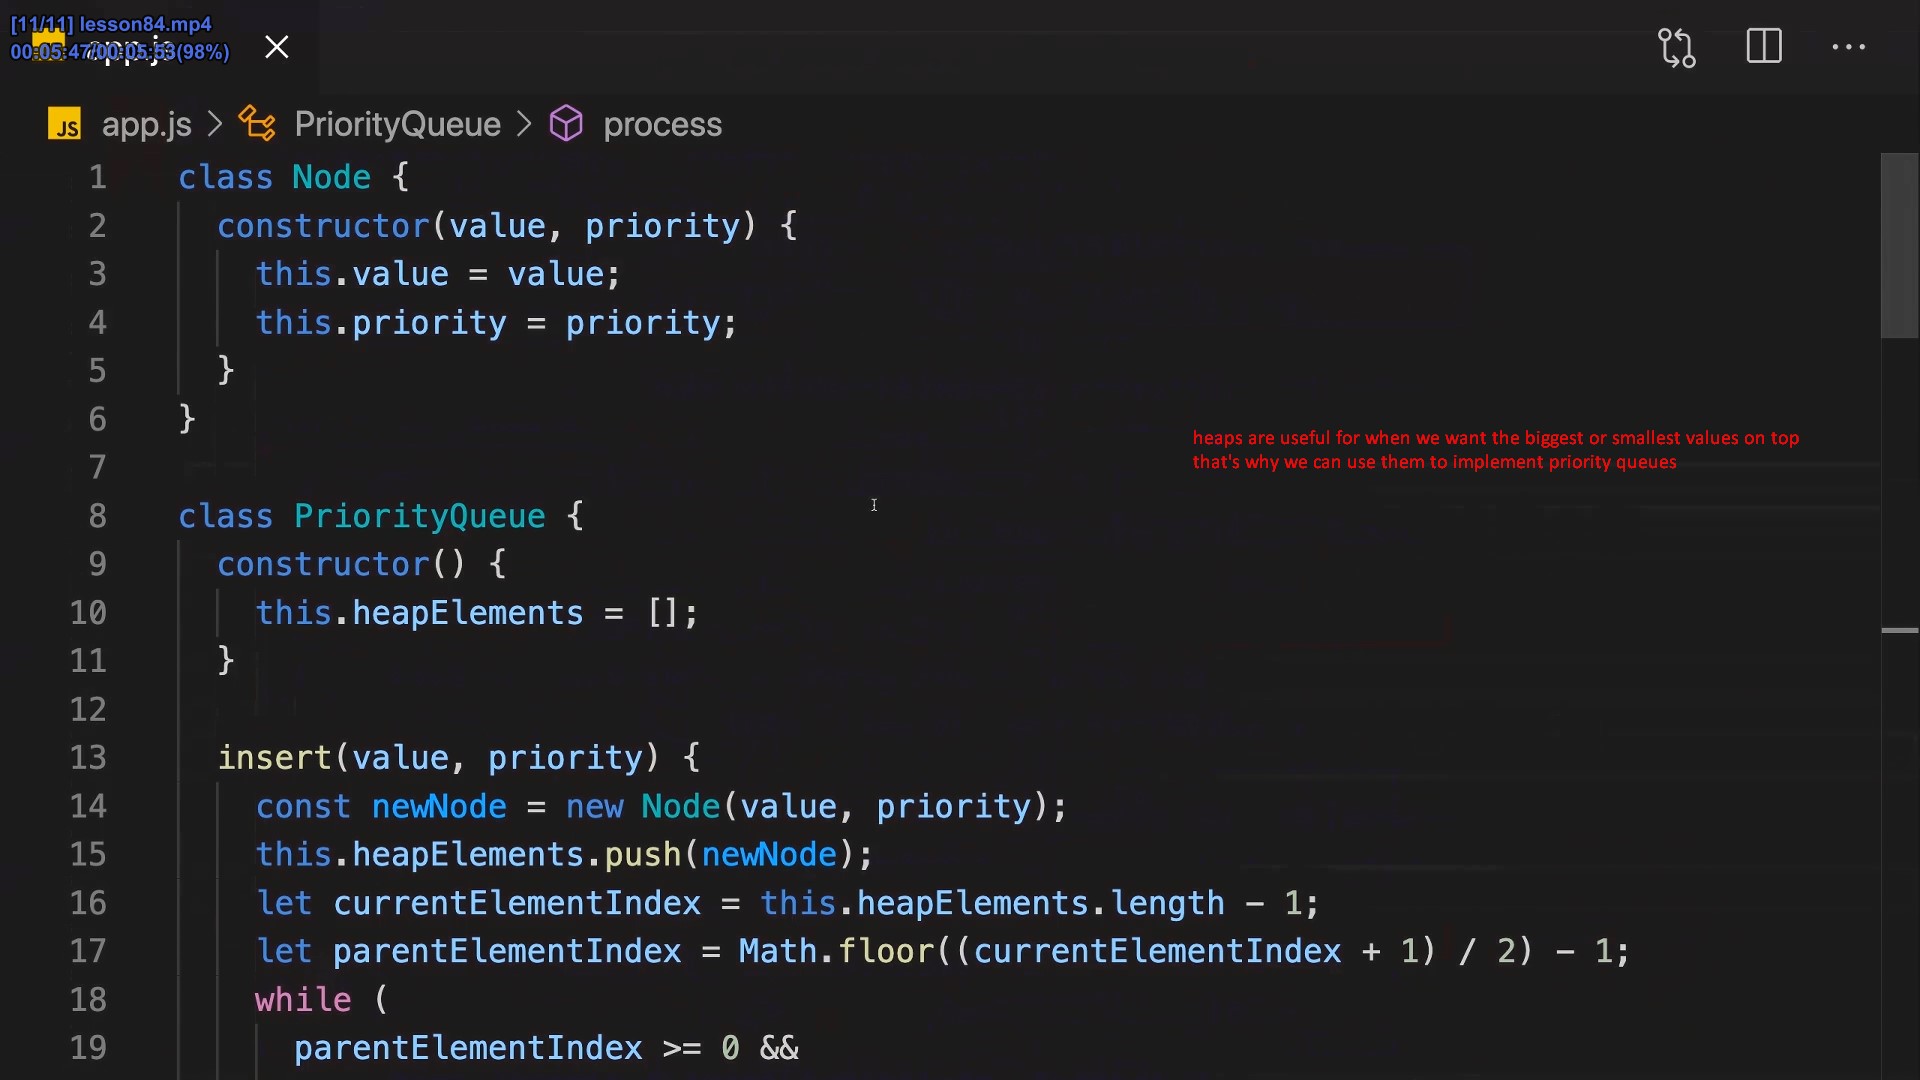 [11/11] lesson84.mp4
00:05:47/00:05:53(98%)
app.js
JS app.js > PriorityQueue > process
1 class Node {
2 constructor(value, priority) {
3 this.value = value;
4 this.priority = priority;
5 }
6 }
7
heaps are useful for when we want the biggest or smallest values on top
that's why we can use them to implement priority queues
8 class PriorityQueue {
9 constructor() {
10 this.heapElements = [];
11 }
12
13 insert(value, priority) {
14 const newNode = new Node(value, priority);
15 this.heapElements.push(newNode);
16 let currentElementIndex = this.heapElements.length - 1;
17 let parentElementIndex = Math.floor((currentElementIndex + 1) / 2) - 1;
18 while (
19 parentElementIndex >= 0 &&